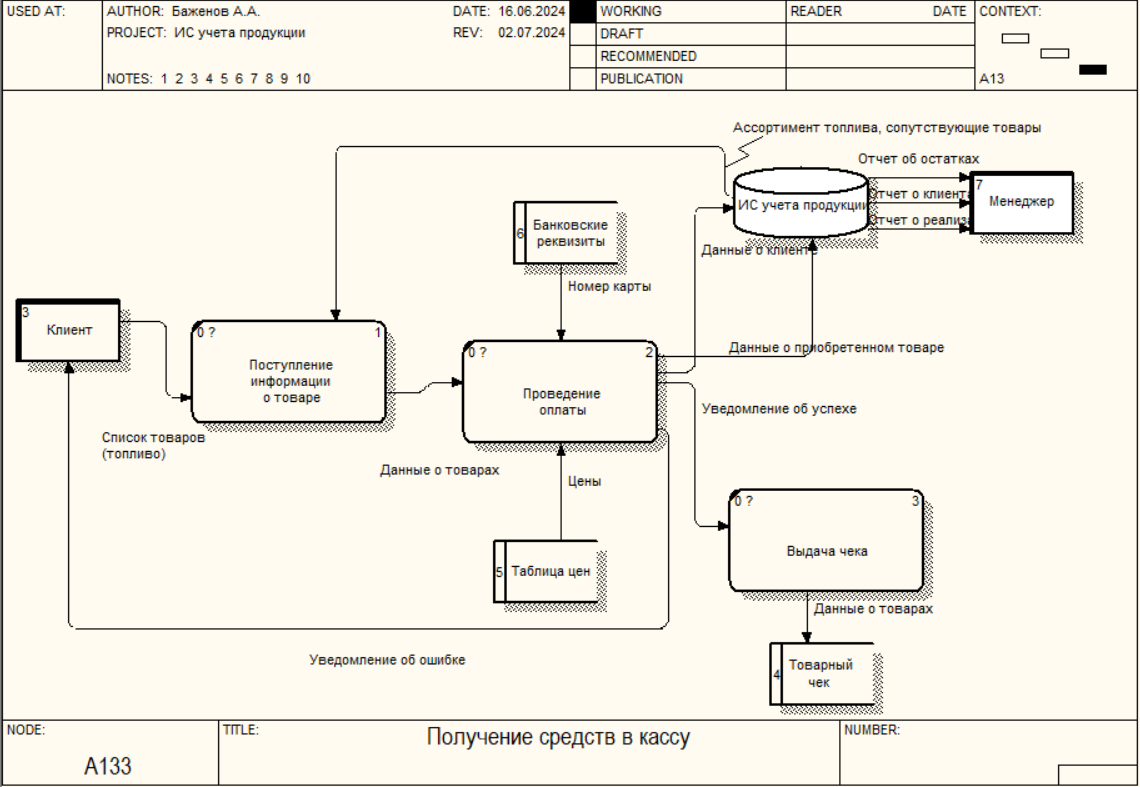 USED AT:
AUTHOR: Баженов А.А.
DATE: 16.06.2024
PROJECT: ИС учета продукции
REV: 02.07.2024
NOTES: 1 2 3 4 5 6 7 8 9 10
WORKING
DRAFT
RECOMMENDED
PUBLICATION
READER
DATE
CONTEXT:
A13
Ассортимент топлива, сопутствующие товары
Отчет об остатках
ИС учета продукции
Отчет о клиента
Отчет о реализ
7
Менеджер
6
Банковские
реквизиты
Данные о клиенте
Номер карты
3
Клиент
0 ?
1
Поступление
информации
о товаре
0 ?
2
Проведение
оплаты
Данные о приобретенном товаре
Уведомление об успехе
Список товаров
(топливо)
Данные о товарах
Цены
0 ?
3
Выдача чека
5
Таблица цен
Данные о товарах
4
Товарный
чек
Уведомление об ошибке
NODE:
A133
TITLE:
Получение средств в кассу
NUMBER: